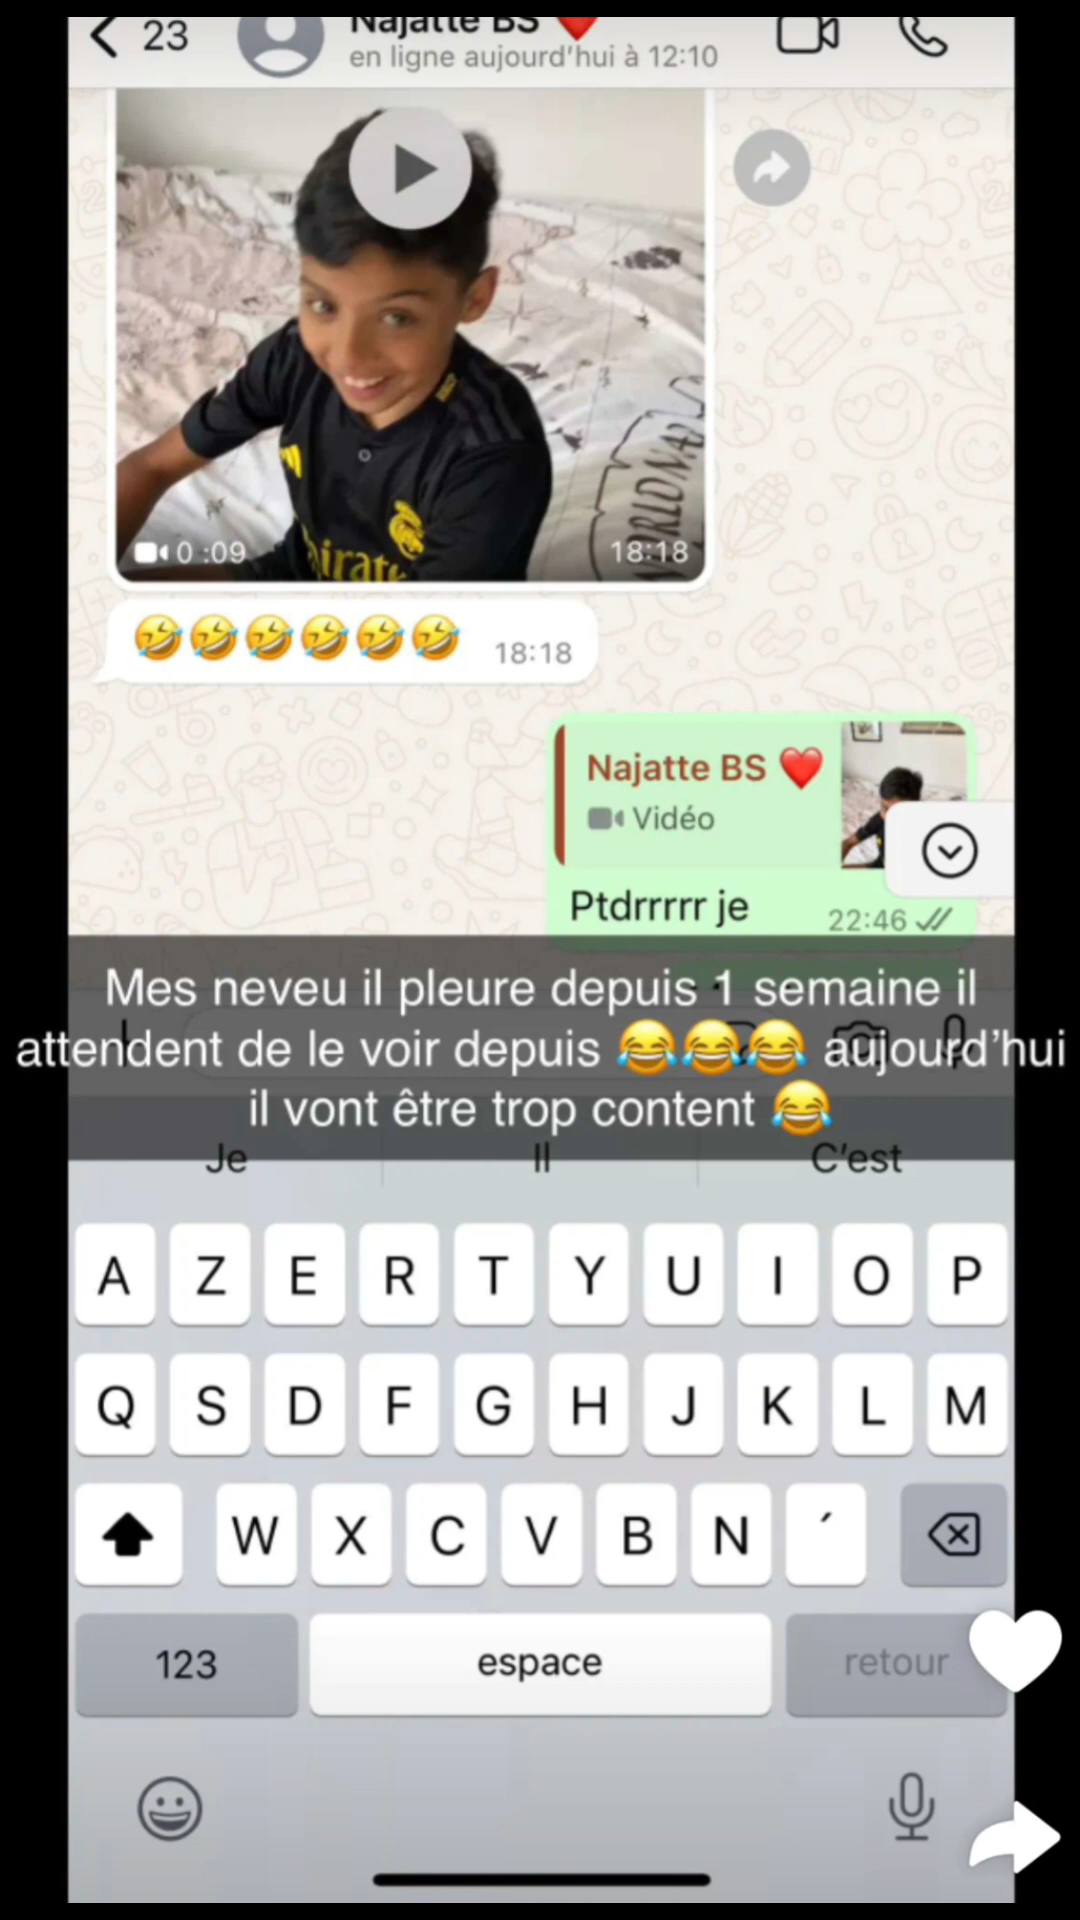 23
Najatte BS ❤️
en ligne aujourd'hui à 12:10
ORLDNA
0 :09
18:18
irate
🤣🤣🤣🤣🤣🤣 18:18
Najatte BS ❤️
Vidéo
Ptdrrrrr je
22:46
Mes neveu il pleure depuis 1 semaine il
attendent de le voir depuis 😂😂😂 aujourd'hui
il vont être trop content 😂
Je Il C'est
A Z E R T Y U I O P
Q S D F G H J K L M
W X C V B N ´
123 espace retour